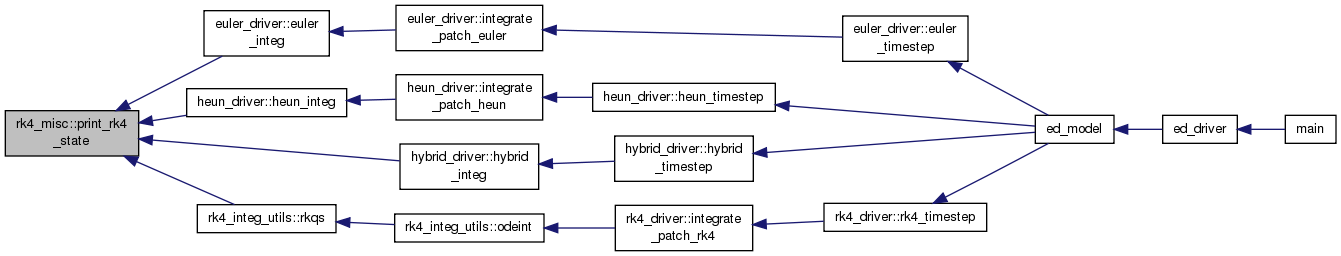 rk4_misc::print_rk4
_state
euler_driver::euler
_integ
euler_driver::integrate
_patch_euler
euler_driver::euler
_timestep
heun_driver::heun_integ
heun_driver::integrate
_patch_heun
heun_driver::heun_timestep
hybrid_driver::hybrid
_integ
hybrid_driver::hybrid
_timestep
rk4_integ_utils::rkqs
rk4_integ_utils::odeint
rk4_driver::integrate
_patch_rk4
rk4_driver::rk4_timestep
ed_model
ed_driver
main